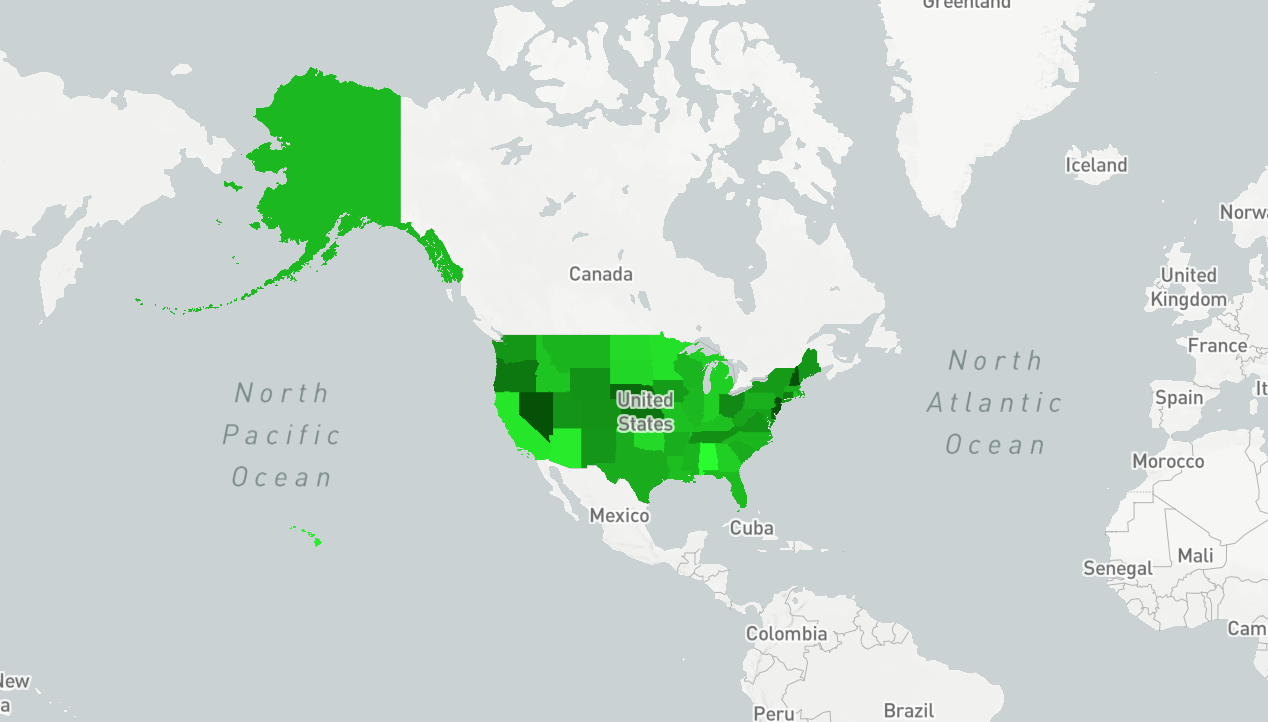 Greenland
Iceland
Norw
Canada
United
Kingdom
North
Pacific
Ocean
United
States
North
Atlantic
Ocean
France
Spain
It
Morocco
Mexico
Cuba
Mali
Senegal
Colombia
Cam
New
a
Peru
Brazil